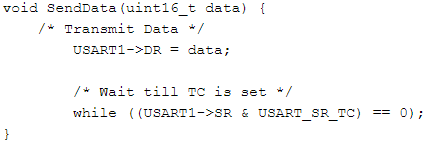 void SendData(uint16_t data) {
/* Transmit Data */
USART1->DR = data;
/* Wait till TC is set */
while ((USART1->SR & USART_SR_TC) == 0);
}